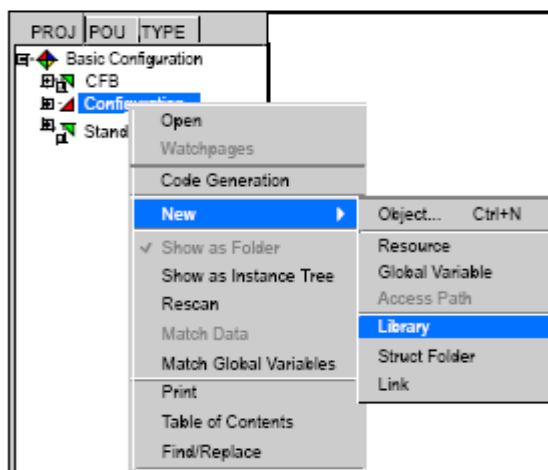 PROJ POU TYPE
Basic Configuration
CFB
Configuration
Stand
Open
Watchpages
Code Generation
New
Show as Folder
Show as Instance Tree
Rescan
Match Data
Match Global Variables
Print
Table of Contents
Find/Replace
Object... Ctrl+N
Resource
Global Variable
Access Path
Library
Struct Folder
Link